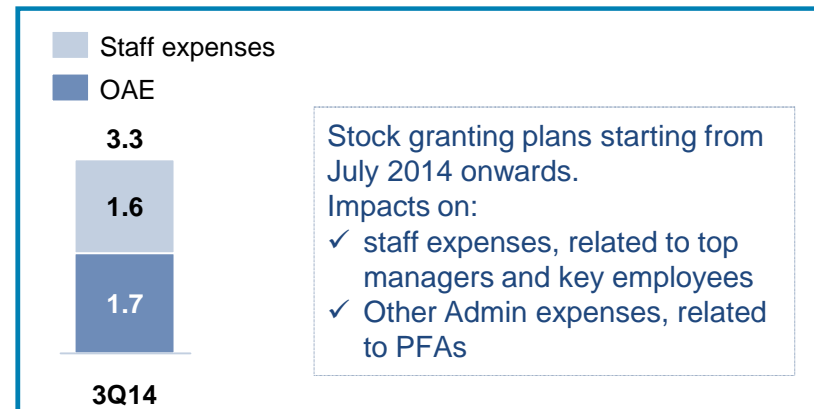 Staff expenses
OAE
3.3
1.6
1.7
3Q14
Stock granting plans starting from
July 2014 onwards.
Impacts on:
✓ staff expenses, related to top
managers and key employees
✓ Other Admin expenses, related
to PFAs